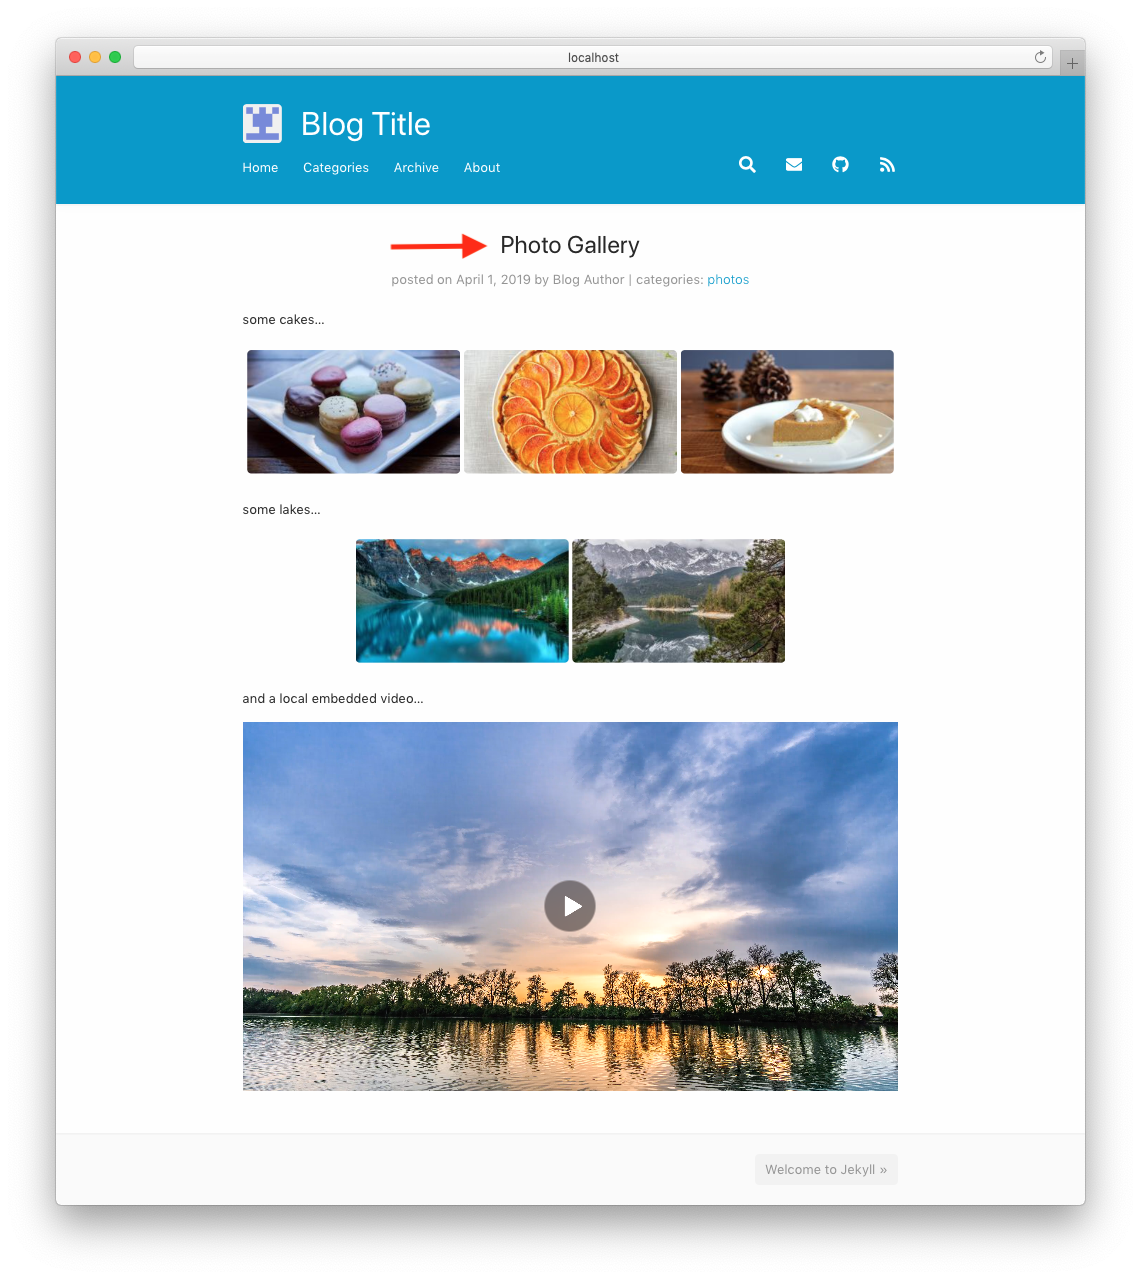 localhost
Blog Title
Home Categories Archive About
Photo Gallery
posted on April 1, 2019 by Blog Author | categories: photos
some cakes...
some lakes...
and a local embedded video...
Welcome to Jekyll »